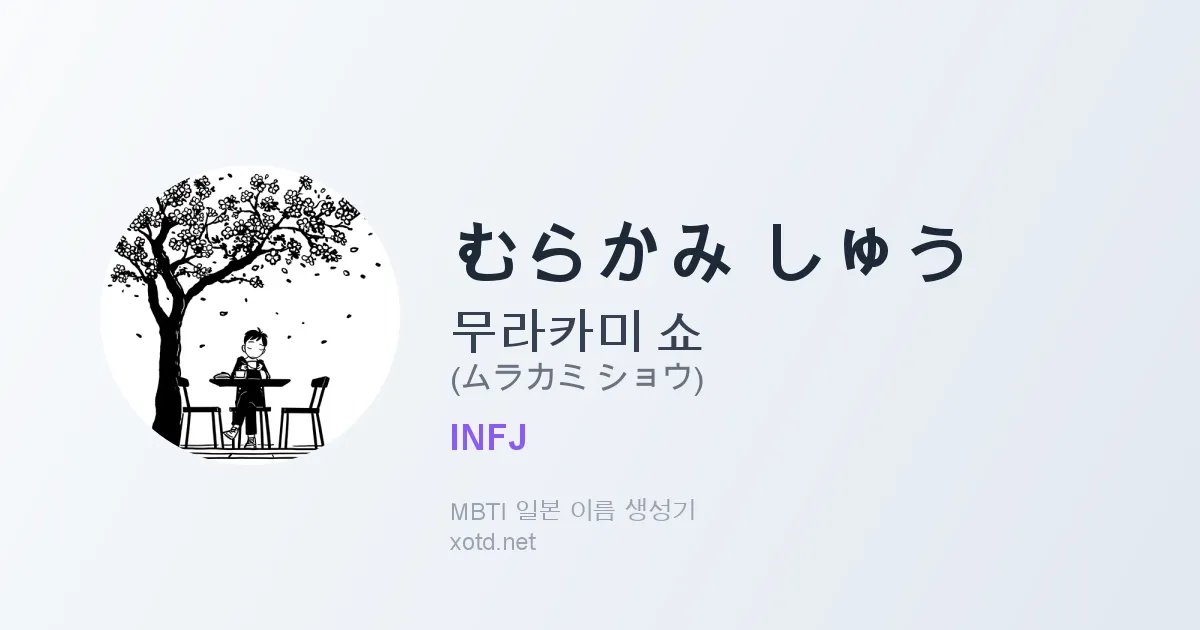 むらかみ しゅう
무라카미 쇼
(ムラカミ ショウ)
INFJ
MBTI 일본 이름 생성기
xotd.net